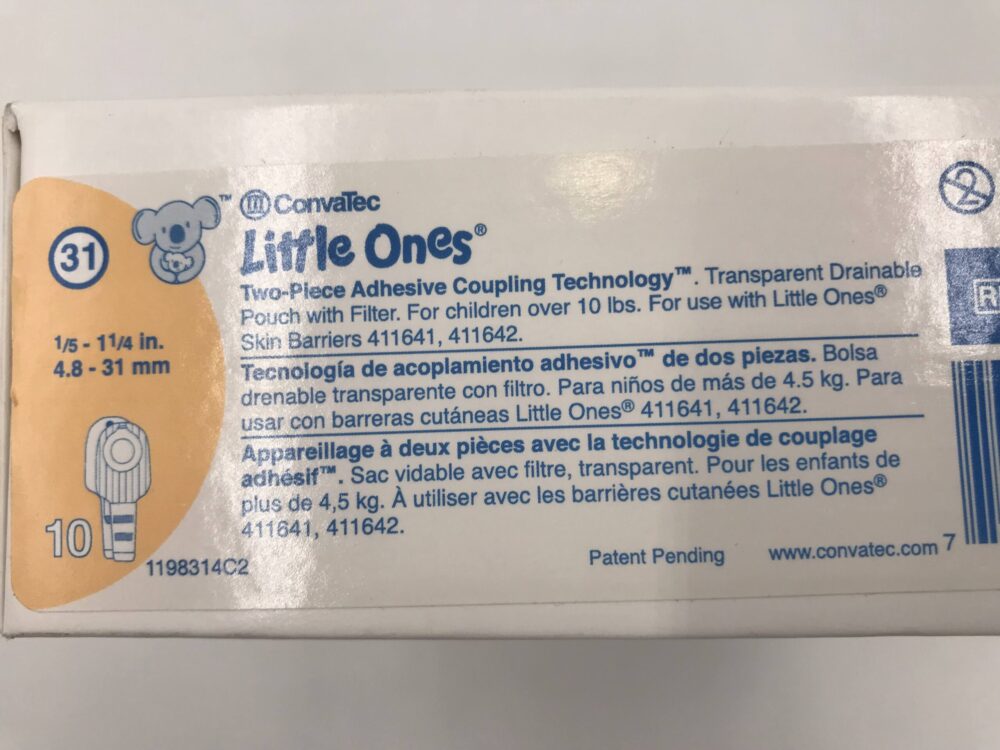 31
1/5 - 1 1/4 in.
4.8 - 31 mm
10
1198314C2
™ ConvaTec
Little Ones®
Two-Piece Adhesive Coupling Technology™. Transparent Drainable
Pouch with Filter. For children over 10 lbs. For use with Little Ones®
Skin Barriers 411641, 411642.
Tecnología de acoplamiento adhesivo™ de dos piezas. Bolsa
drenable transparente con filtro. Para niños de más de 4.5 kg. Para
usar con barreras cutáneas Little Ones® 411641, 411642.
Appareillage à deux pièces avec la technologie de couplage
adhésif™. Sac vidable avec filtre, transparent. Pour les enfants de
plus de 4,5 kg. À utiliser avec les barrières cutanées Little Ones®
411641, 411642.
Patent Pending
www.convatec.com
2
7